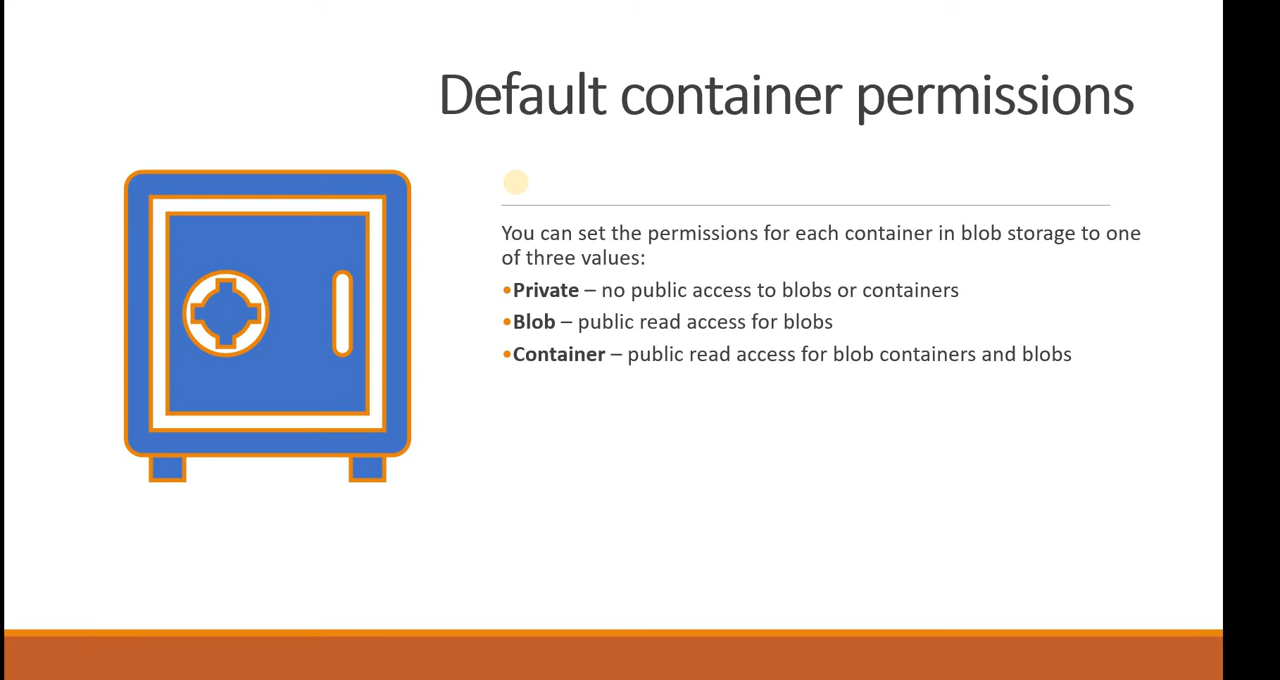 Default container permissions
You can set the permissions for each container in blob storage to one
of three values:
•Private – no public access to blobs or containers
•Blob – public read access for blobs
•Container – public read access for blob containers and blobs